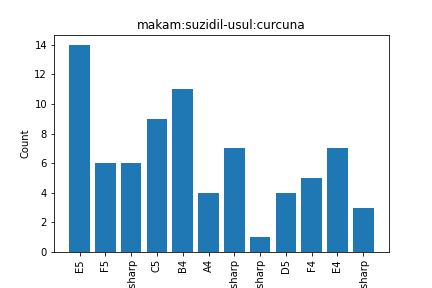 makam:suzidil-usul:curcuna
14
12
10
8
6
4
2
0
Count
E5
F5
sharp
C5
B4
A4
sharp
sharp
D5
F4
E4
sharp